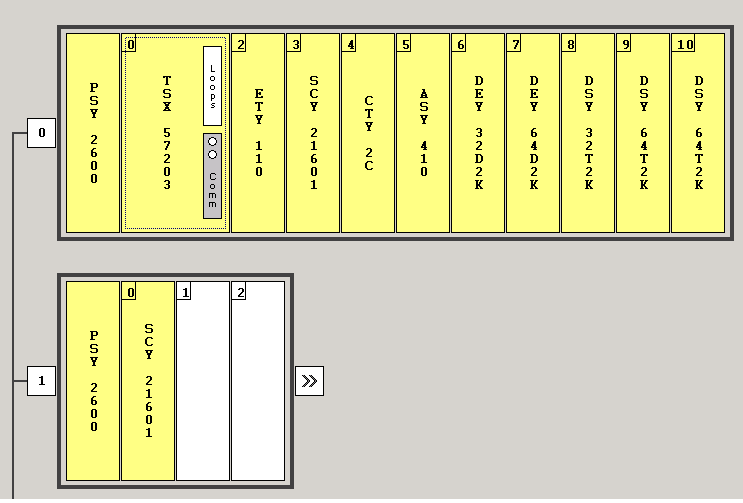 0
PSY 2600
0
TSX 57203
Loops
Comm
2
ETY 110
3
SCY 21601
4
CTY 2C
5
ASY 410
6
DEY 32D2K
7
DEY 64D2K
8
DSY 32T2K
9
DSY 64T2K
10
DSY 64T2K
1
PSY 2600
0
SCY 21601
1
2